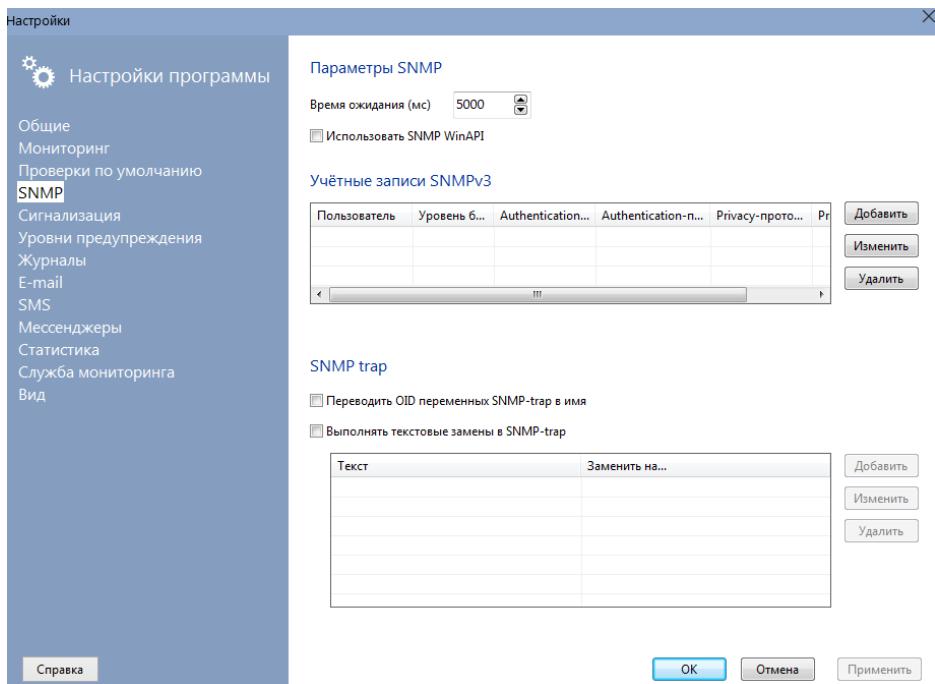 Настройки
Настройки программы
Общие
Мониторинг
Проверки по умолчанию
SNMP
Сигнализация
Уровни предупреждения
Журналы
E-mail
SMS
Мессенджеры
Статистика
Служба мониторинга
Вид
Справка
Параметры SNMP
Время ожидания (мс) 5000
Использовать SNMP WinAPI
Учётные записи SNMPv3
Пользователь Уровень б... Authentication... Authentication-п... Privacy-прото... Pr
Добавить
Изменить
Удалить
SNMP trap
Переводить OID переменных SNMP-trap в имя
Выполнять текстовые замены в SNMP-trap
Текст Заменить на...
Добавить
Изменить
Удалить
OK Отмена Применить